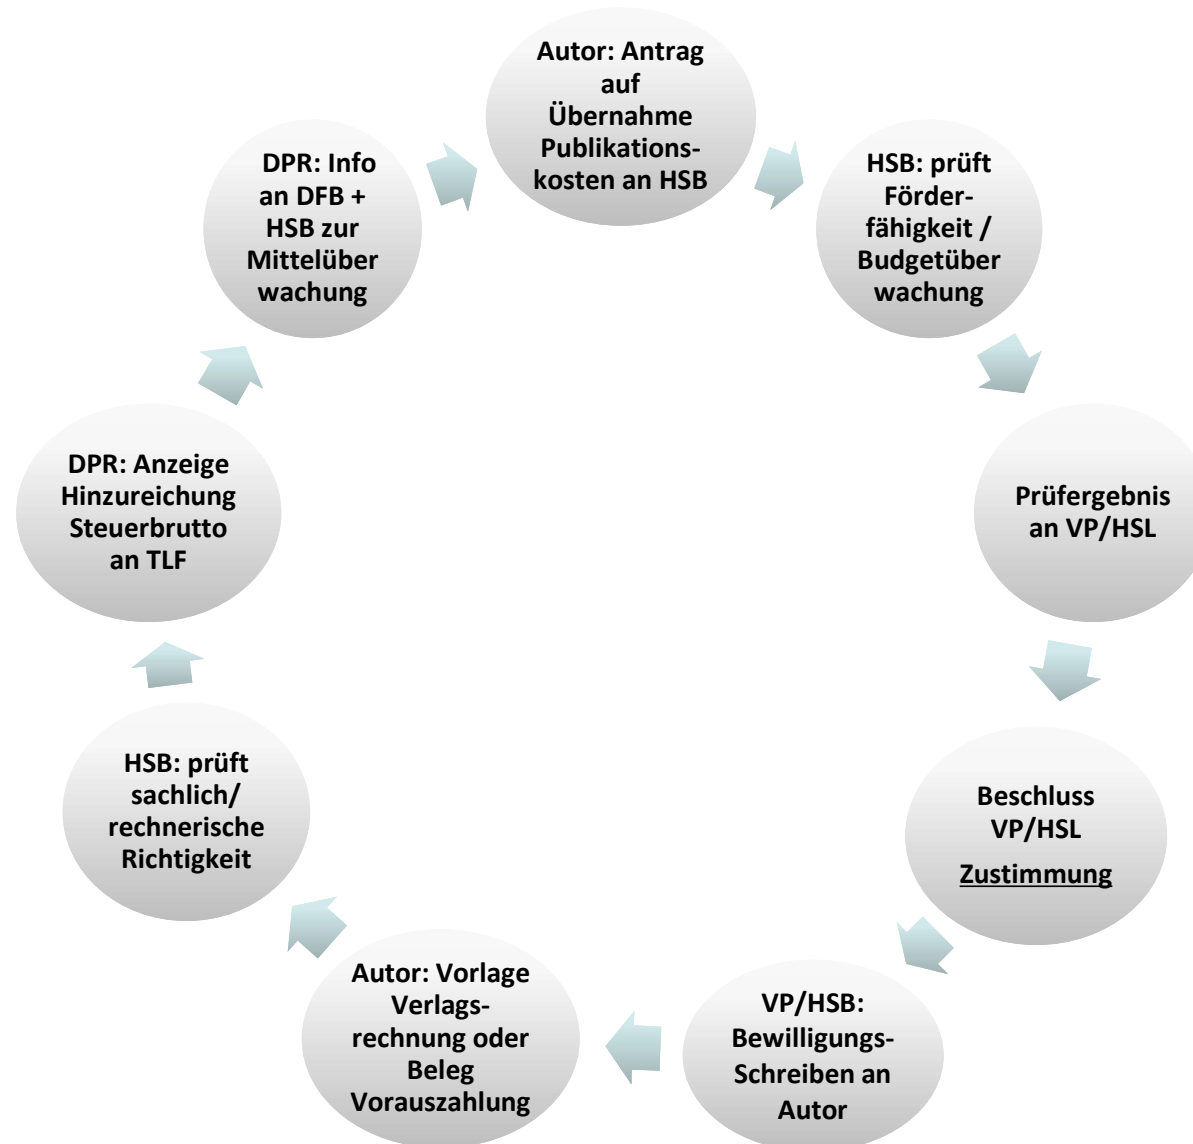 Autor: Antrag
auf
Übernahme
Publikations-
kosten an HSB
HSB: prüft
Förder-
fähigkeit /
Budgetüber
wachung
Prüfergebnis
an VP/HSL
Beschluss
VP/HSL
Zustimmung
VP/HSB:
Bewilligungs-
Schreiben an
Autor
Autor: Vorlage
Verlags-
rechnung oder
Beleg
Vorauszahlung
HSB: prüft
sachlich/
rechnerische
Richtigkeit
DPR: Anzeige
Hinzureichung
Steuerbrutto
an TLF
DPR: Info
an DFB +
HSB zur
Mittelüber
wachung